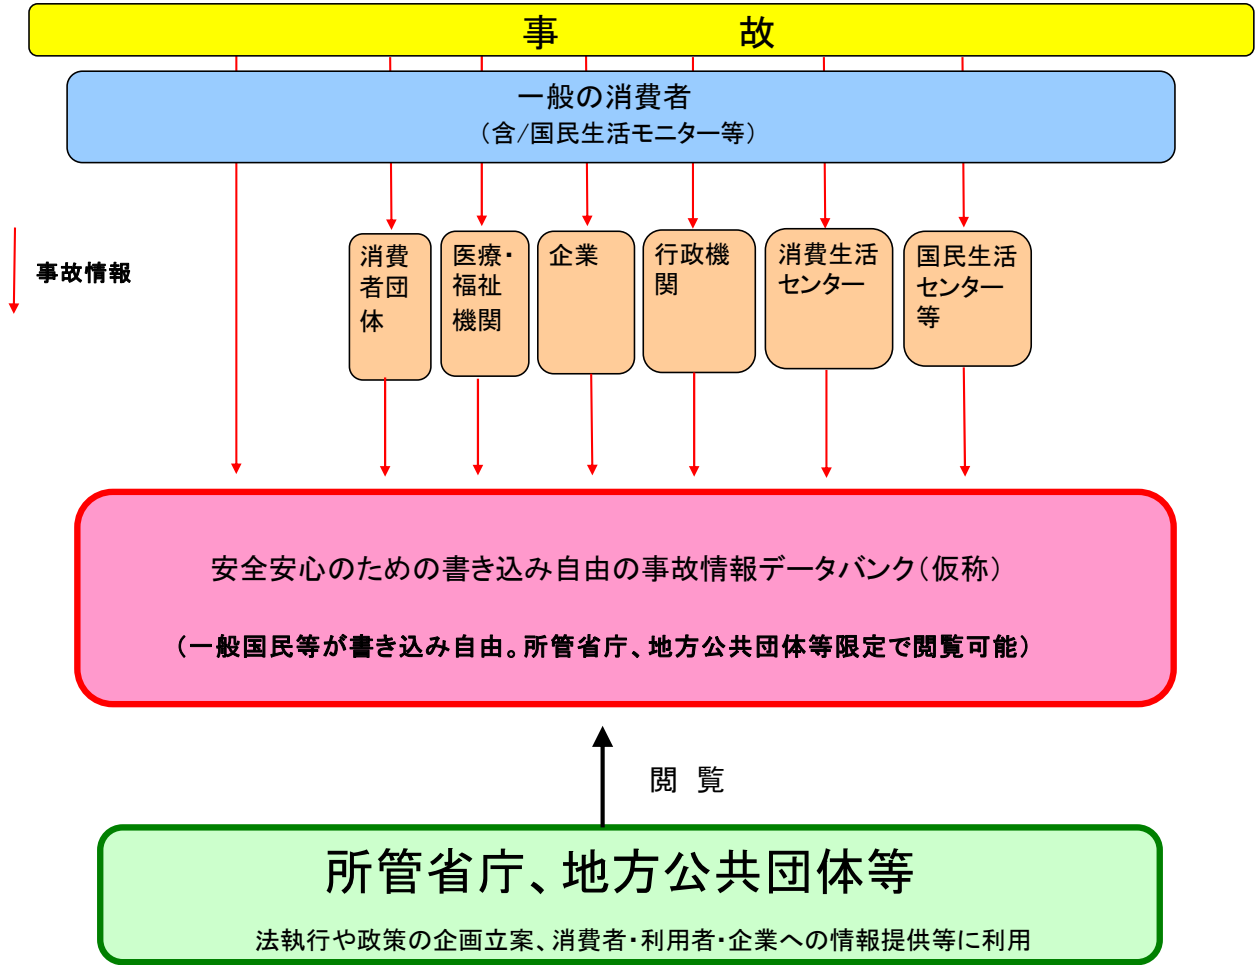 事　　故
一般の消費者
（含/国民生活モニター等）
事故情報
消費
者団
体
医療・
福祉
機関
企業
行政機
関
消費生活
センター
国民生活
センター
等
安全安心のための書き込み自由の事故情報データバンク（仮称）
（一般国民等が書き込み自由。所管省庁、地方公共団体等限定で閲覧可能）
閲　覧
所管省庁、地方公共団体等
法執行や政策の企画立案、消費者・利用者・企業への情報提供等に利用